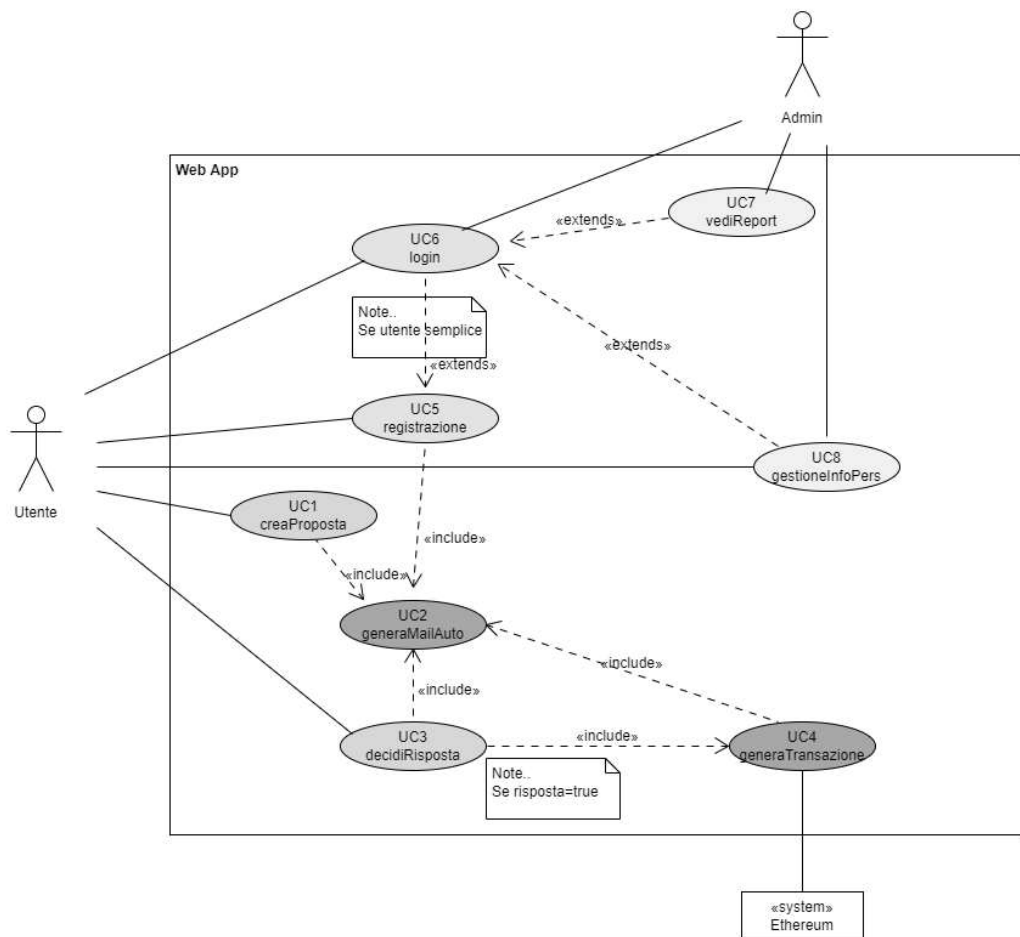 Admin
Web App
UC7
vediReport
«extends»
UC6
login
Note..
Se utente semplice
«extends»
«extends»
UC5
registrazione
UC8
gestioneInfoPers
Utente
UC1
creaProposta
«include»
«include»
UC2
generaMailAuto
«include»
«include»
UC3
decidiRisposta
«include»
UC4
generaTransazione
Note..
Se risposta=true
«system»
Ethereum